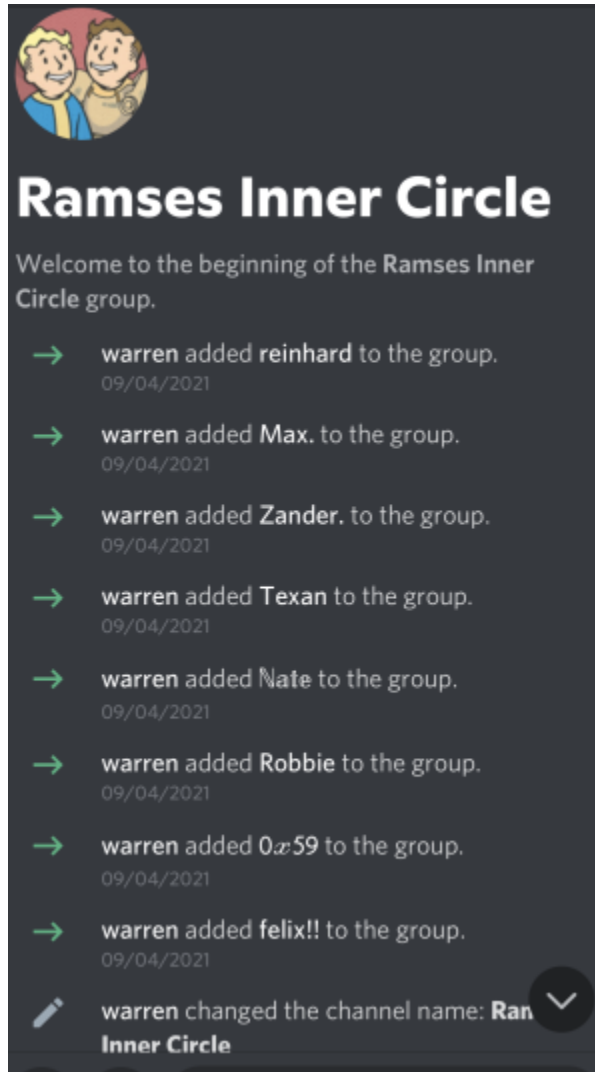 Ramses Inner Circle
Welcome to the beginning of the Ramses Inner
Circle group.
warren added reinhard to the group.
09/04/2021
warren added Max. to the group.
09/04/2021
warren added Zander. to the group.
09/04/2021
warren added Texan to the group.
09/04/2021
warren added ℕ𝕒𝕥𝕖 to the group.
09/04/2021
warren added Robbie to the group.
09/04/2021
warren added 0𝓍59 to the group.
09/04/2021
warren added felix!! to the group.
09/04/2021
warren changed the channel name:
Inner Circle